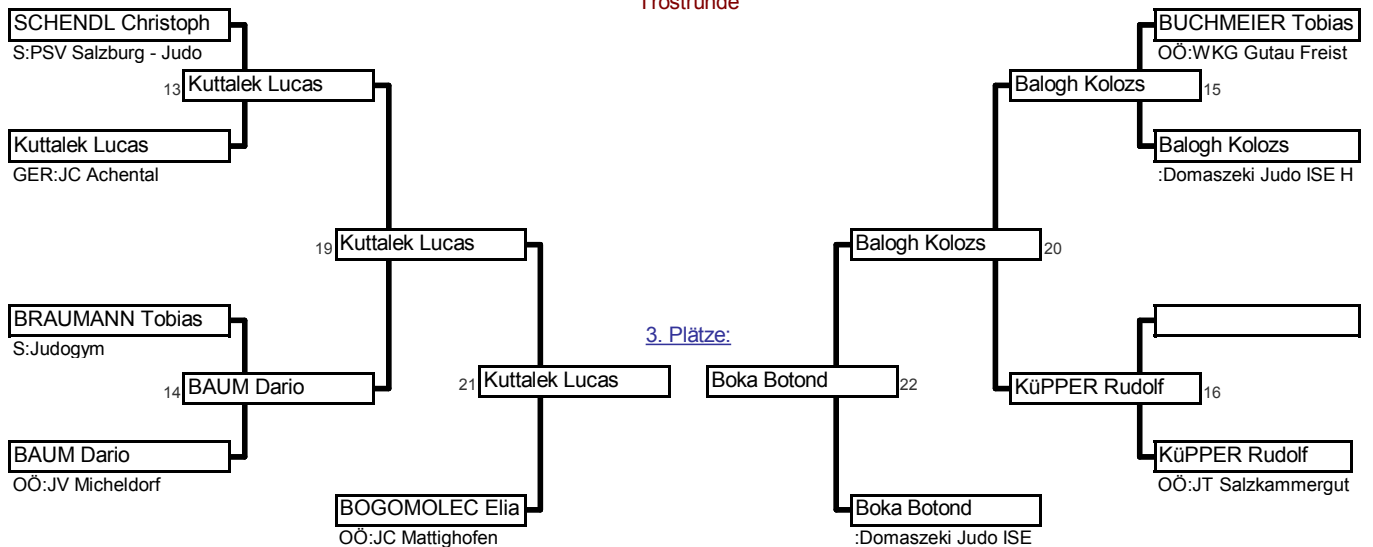 Trostrunde
SCHENDL Christoph
S:PSV Salzburg - Judo
13
Kuttalek Lucas
Kuttalek Lucas
GER:JC Achental
19
Kuttalek Lucas
BRAUMANN Tobias
S:Judogym
14
BAUM Dario
BAUM Dario
OÖ:JV Micheldorf
21
Kuttalek Lucas
BOGOMOLEC Elia
OÖ:JC Mattighofen
3. Plätze:
BUCHMEIER Tobias
OÖ:WKG Gutau Freist
Balogh Kolozs
15
Balogh Kolozs
:Domaszeki Judo ISE H
Balogh Kolozs
20
KüPPER Rudolf
16
KüPPER Rudolf
OÖ:JT Salzkammergut
Boka Botond
22
Boka Botond
:Domaszeki Judo ISE